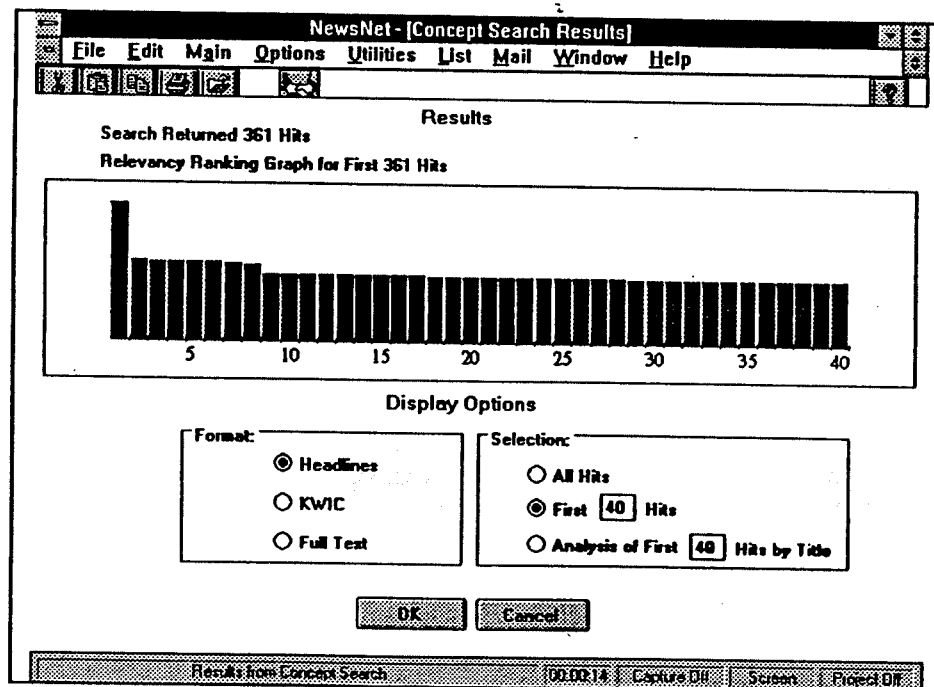 NewsNet - [Concept Search Results]
File Edit Main Options Utilities List Mail Window Help
?
Results
Search Returned 361 Hits
Relevancy Ranking Graph for First 361 Hits
5 10 15 20 25 30 35 40
Display Options
Format:
Headlines
KWIC
Full Text
Selection:
All Hits
First 40 Hits
Analysis of First 40 Hits by Title
OK Cancel
Results from Concept Search 00:00:14 Capture Off Screen Project Off